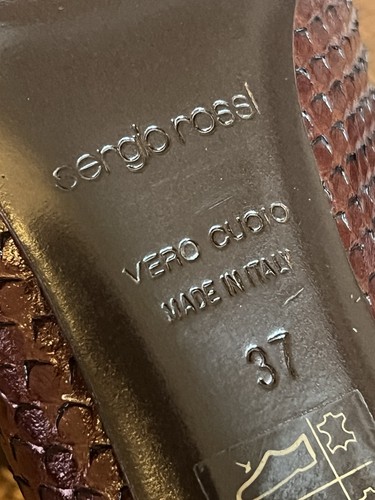 sergio rossi
VERO CUOIO
MADE IN ITALY
37